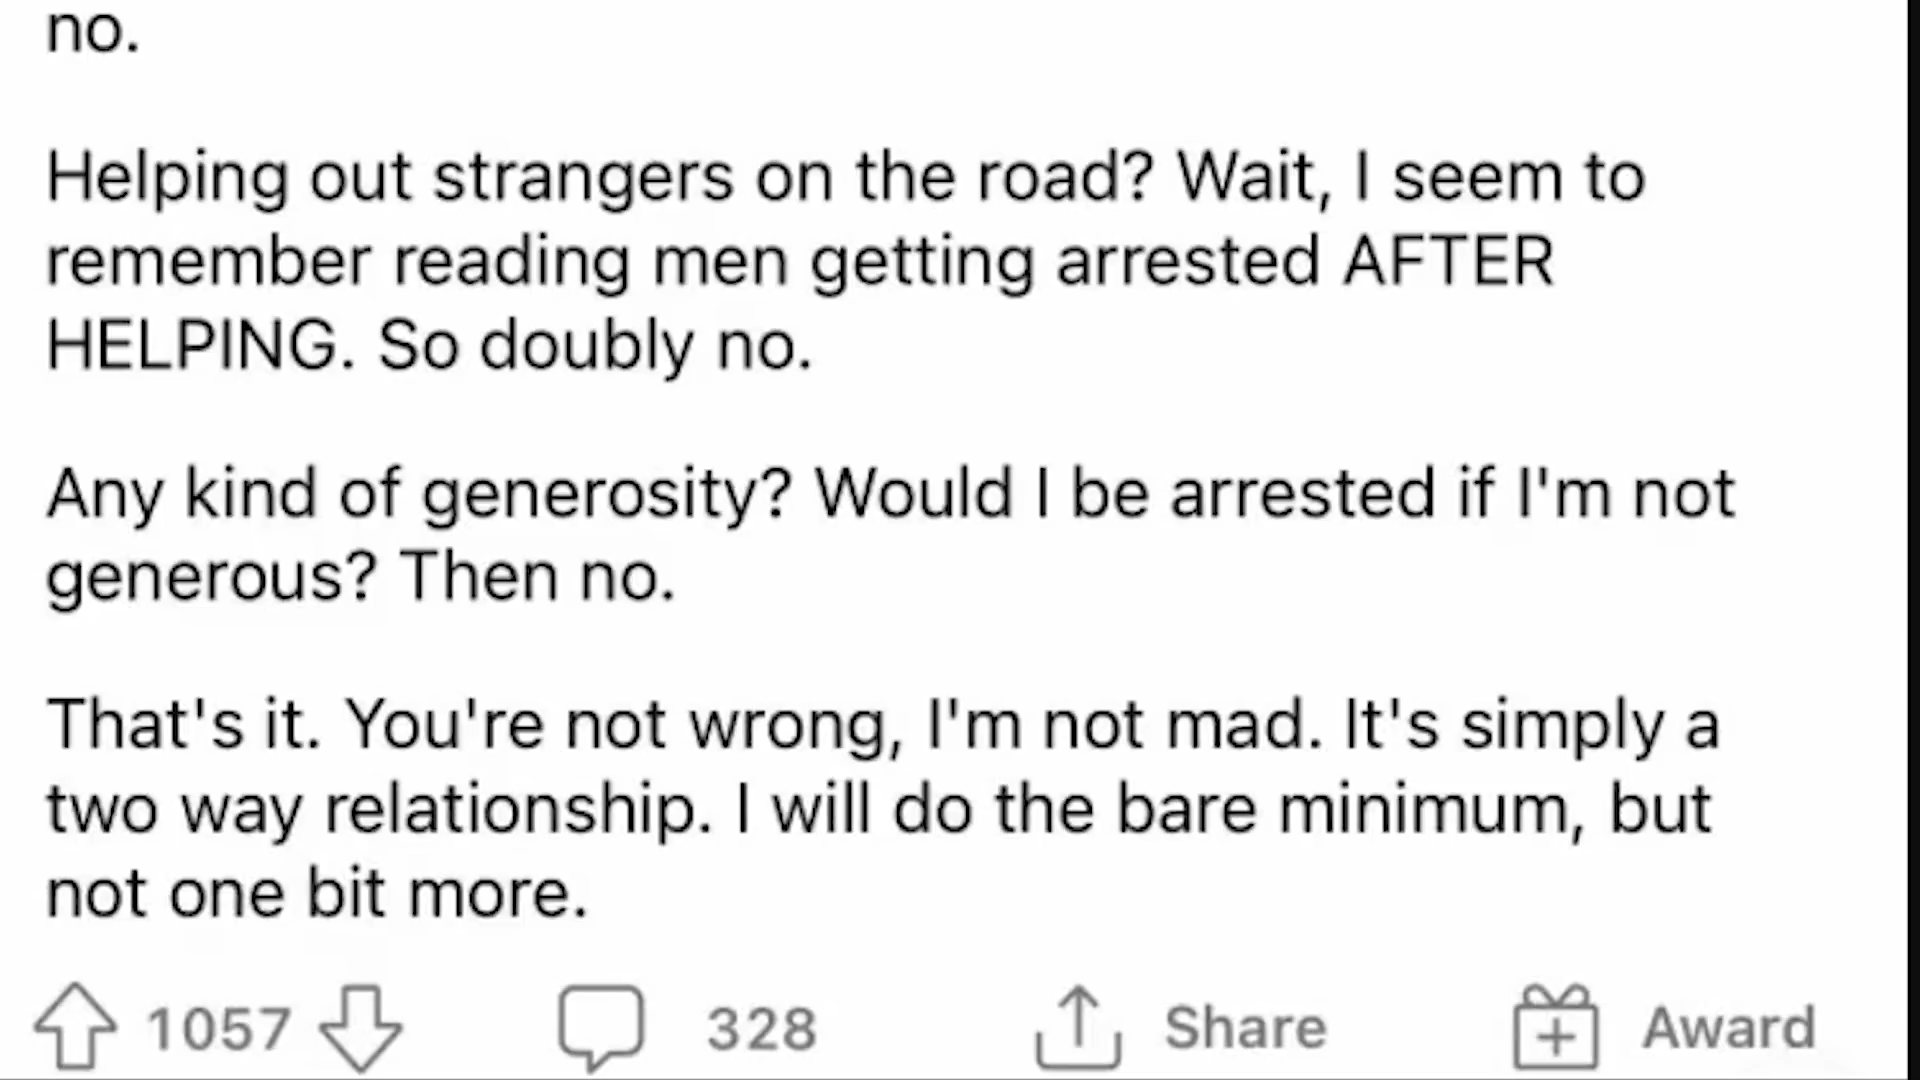 no.
Helping out strangers on the road? Wait, I seem to
remember reading men getting arrested AFTER
HELPING. So doubly no.
Any kind of generosity? Would I be arrested if I'm not
generous? Then no.
That's it. You're not wrong, I'm not mad. It's simply a
two way relationship. I will do the bare minimum, but
not one bit more.
1057 328 Share Award